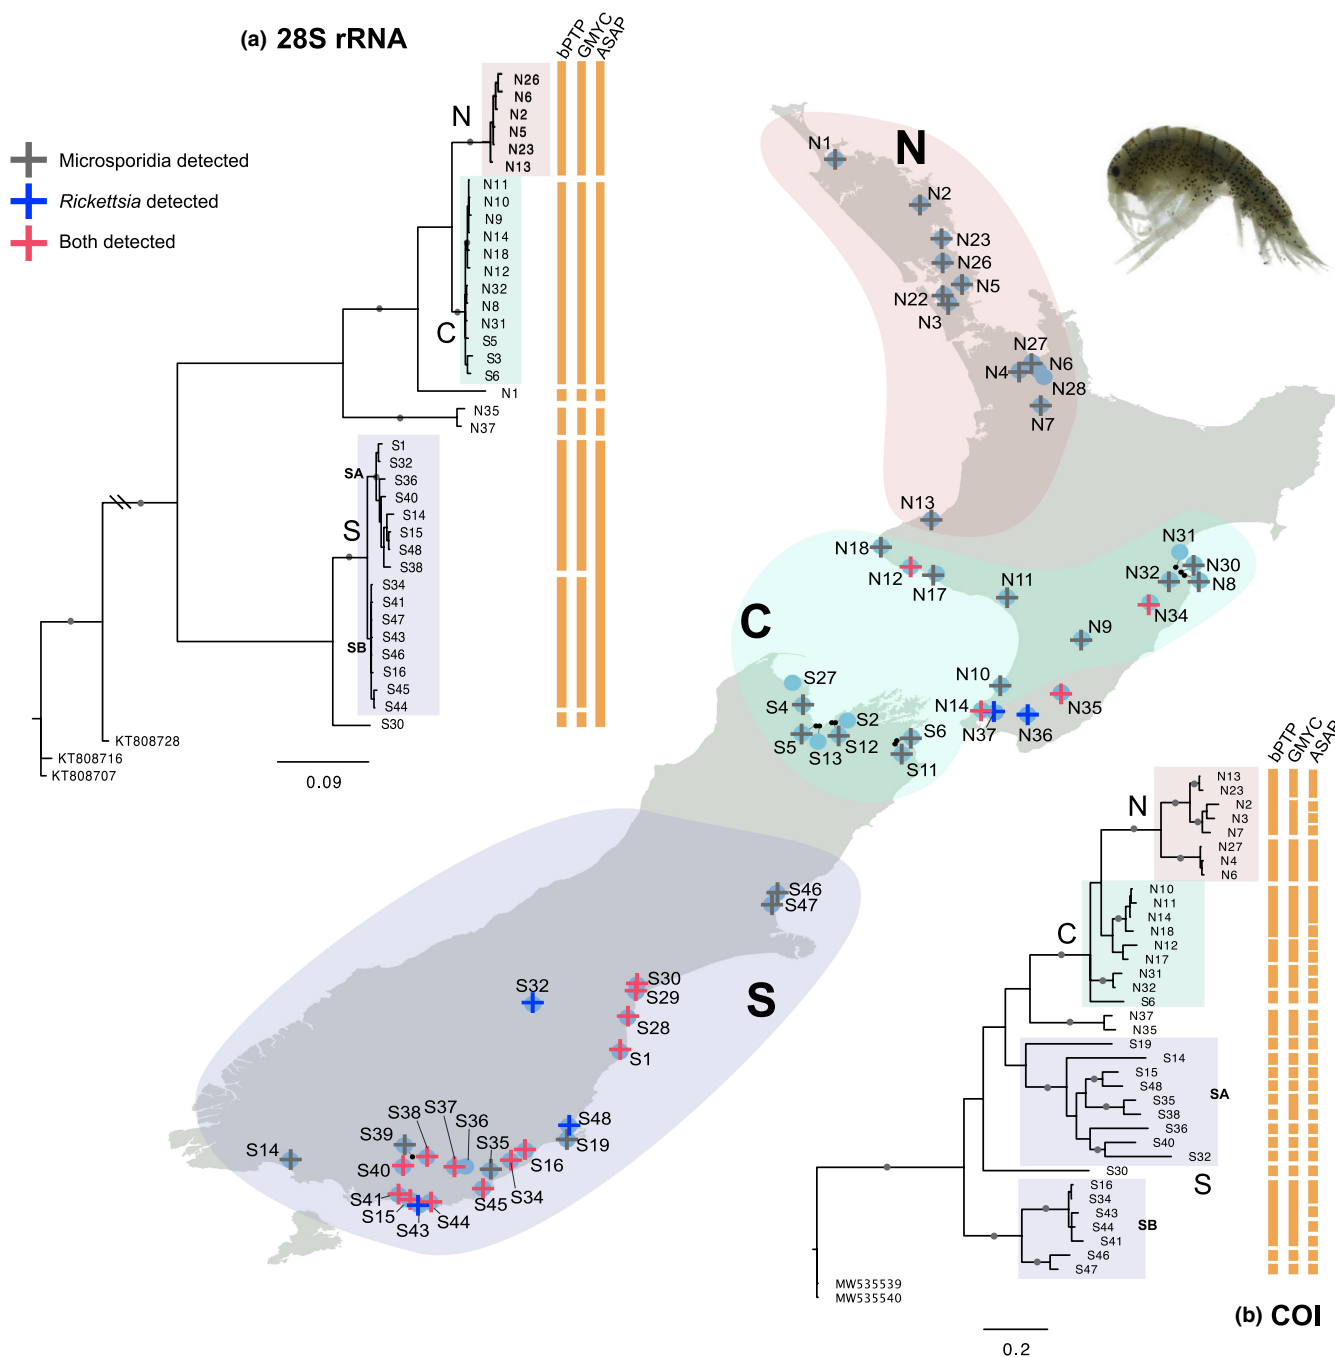 (a) 28S rRNA
bPTP
GMYC
ASAP
Microsporidia detected
Rickettsia detected
Both detected
N
C
S
SA
SB
N26
N6
N2
N5
N23
N13
N11
N10
N9
N14
N18
N12
N32
N8
N31
S5
S3
S6
N1
N35
N37
S1
S32
S36
S40
S14
S15
S48
S38
S34
S41
S47
S43
S46
S16
S45
S44
S30
KT808728
KT808716
KT808707
0.09
N
N1
N2
N23
N26
N5
N22
N3
N27
N6
N4
N28
N7
N13
C
N18
N12
N17
N11
N31
N30
N32
N8
N34
N9
N10
N35
N14
N37
N36
S27
S4
S2
S6
S5
S13
S12
S11
S
S46
S47
S32
S30
S29
S28
S1
S48
S19
S38
S37
S36
S39
S35
S14
S40
S16
S41
S34
S45
S15
S44
S43
bPTP
GMYC
ASAP
N
C
SA
S
SB
N13
N23
N2
N3
N7
N27
N4
N6
N10
N11
N14
N18
N12
N17
N31
N32
S6
N37
N35
S19
S14
S15
S48
S35
S38
S36
S40
S32
S30
S16
S34
S43
S44
S41
S46
S47
MW535539
MW535540
0.2
(b) COI